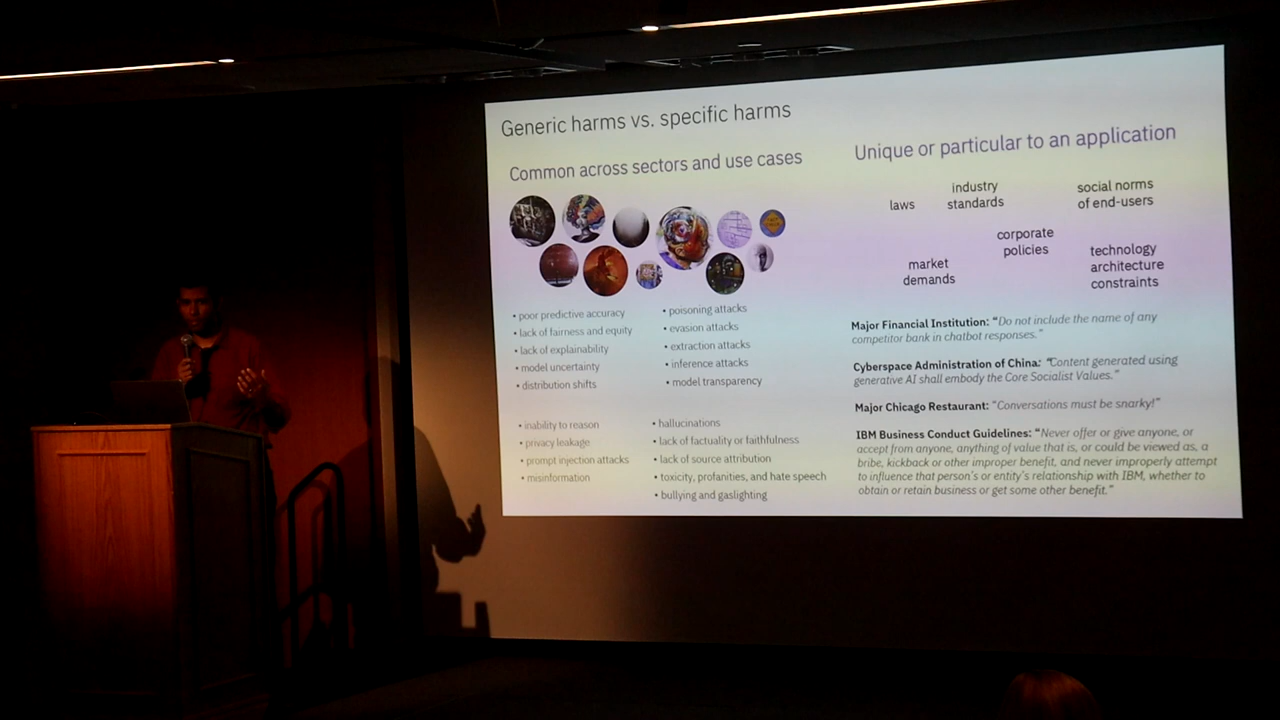 Generic harms vs. specific harms
Common across sectors and use cases
• poor predictive accuracy
• lack of fairness and equity
• lack of explainability
• model uncertainty
• distribution shifts
• poisoning attacks
• evasion attacks
• extraction attacks
• inference attacks
• model transparency
• inability to reason
• privacy leakage
• prompt injection attacks
• misinformation
• hallucinations
• lack of factuality or faithfulness
• lack of source attribution
• toxicity, profanities, and hate speech
• bullying and gaslighting
Unique or particular to an application
laws
industry
standards
social norms
of end-users
corporate
policies
market
demands
technology
architecture
constraints
Major Financial Institution: "Do not include the name of any
competitor bank in chatbot responses."
Cyberspace Administration of China: "Content generated using
generative AI shall embody the Core Socialist Values."
Major Chicago Restaurant: "Conversations must be snarky!"
IBM Business Conduct Guidelines: "Never offer or give anyone, or
accept from anyone, anything of value that is, or could be viewed as, a
bribe, kickback or other improper benefit, and never improperly attempt
to influence that person's or entity's relationship with IBM, whether to
obtain or retain business or get some other benefit."